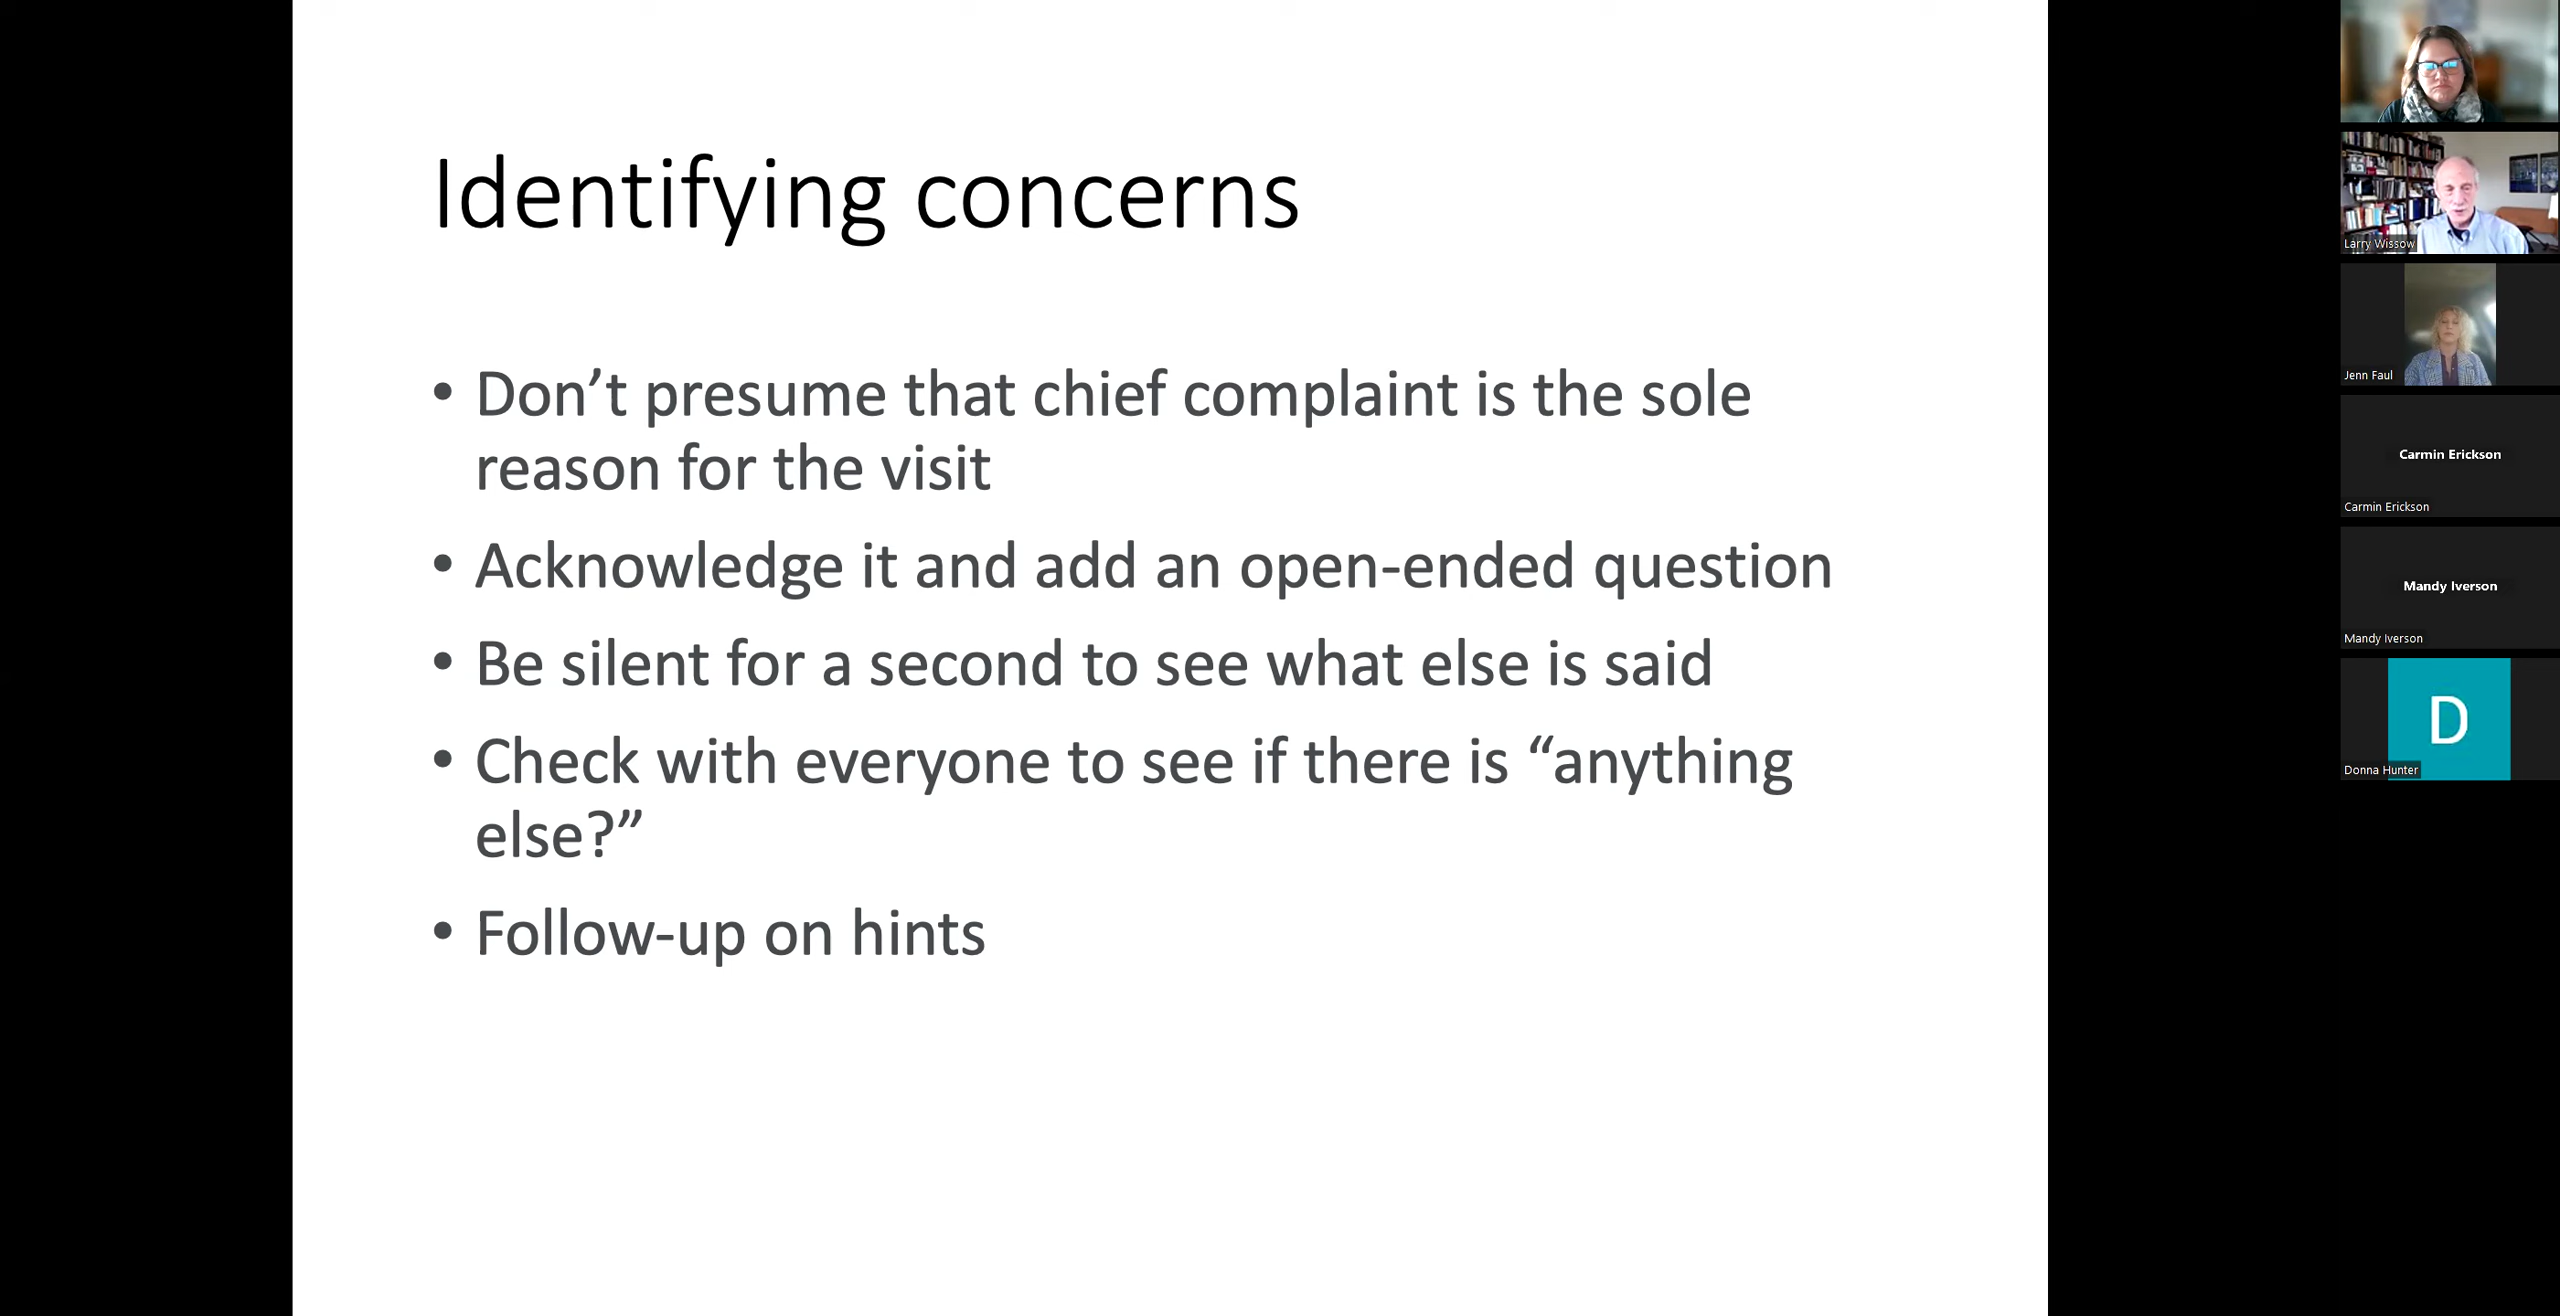 Identifying concerns
• Don’t presume that chief complaint is the sole
reason for the visit
• Acknowledge it and add an open-ended question
• Be silent for a second to see what else is said
• Check with everyone to see if there is “anything
else?”
• Follow-up on hints
Larry Wissow
Jenn Faul
Carmin Erickson
Carmin Erickson
Mandy Iverson
Mandy Iverson
D
Donna Hunter